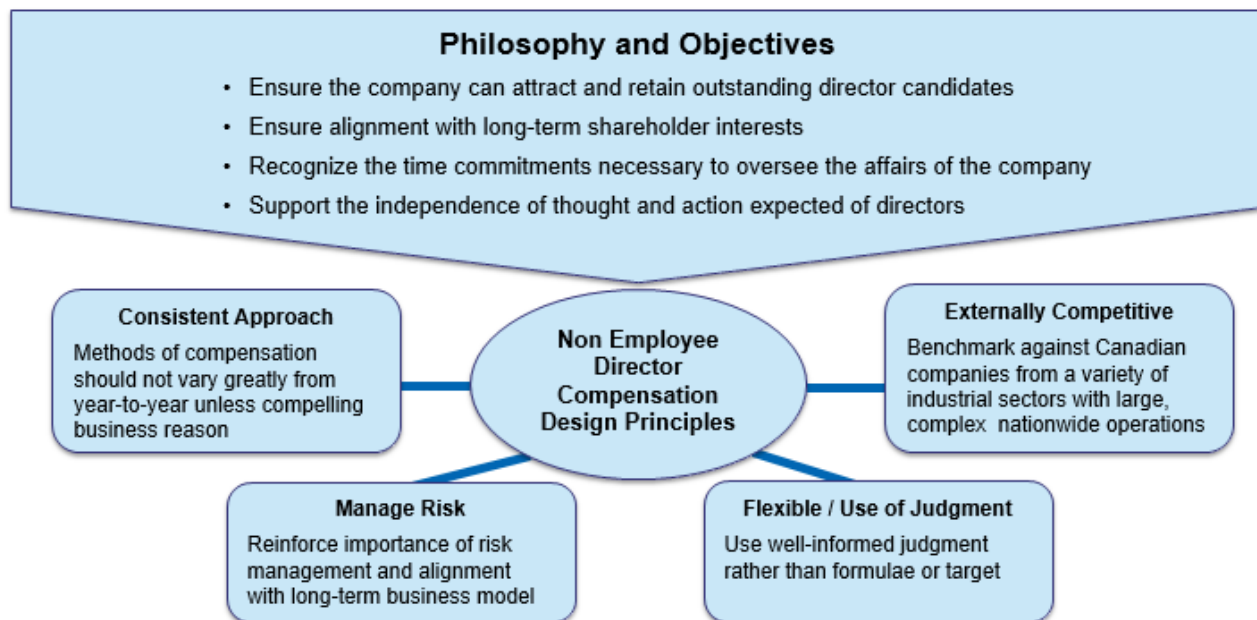 Philosophy and Objectives
• Ensure the company can attract and retain outstanding director candidates
• Ensure alignment with long-term shareholder interests
• Recognize the time commitments necessary to oversee the affairs of the company
• Support the independence of thought and action expected of directors
Consistent Approach
Methods of compensation
should not vary greatly from
year-to-year unless compelling
business reason
Non Employee
Director
Compensation
Design Principles
Externally Competitive
Benchmark against Canadian
companies from a variety of
industrial sectors with large,
complex nationwide operations
Manage Risk
Reinforce importance of risk
management and alignment
with long-term business model
Flexible / Use of Judgment
Use well-informed judgment
rather than formulae or target